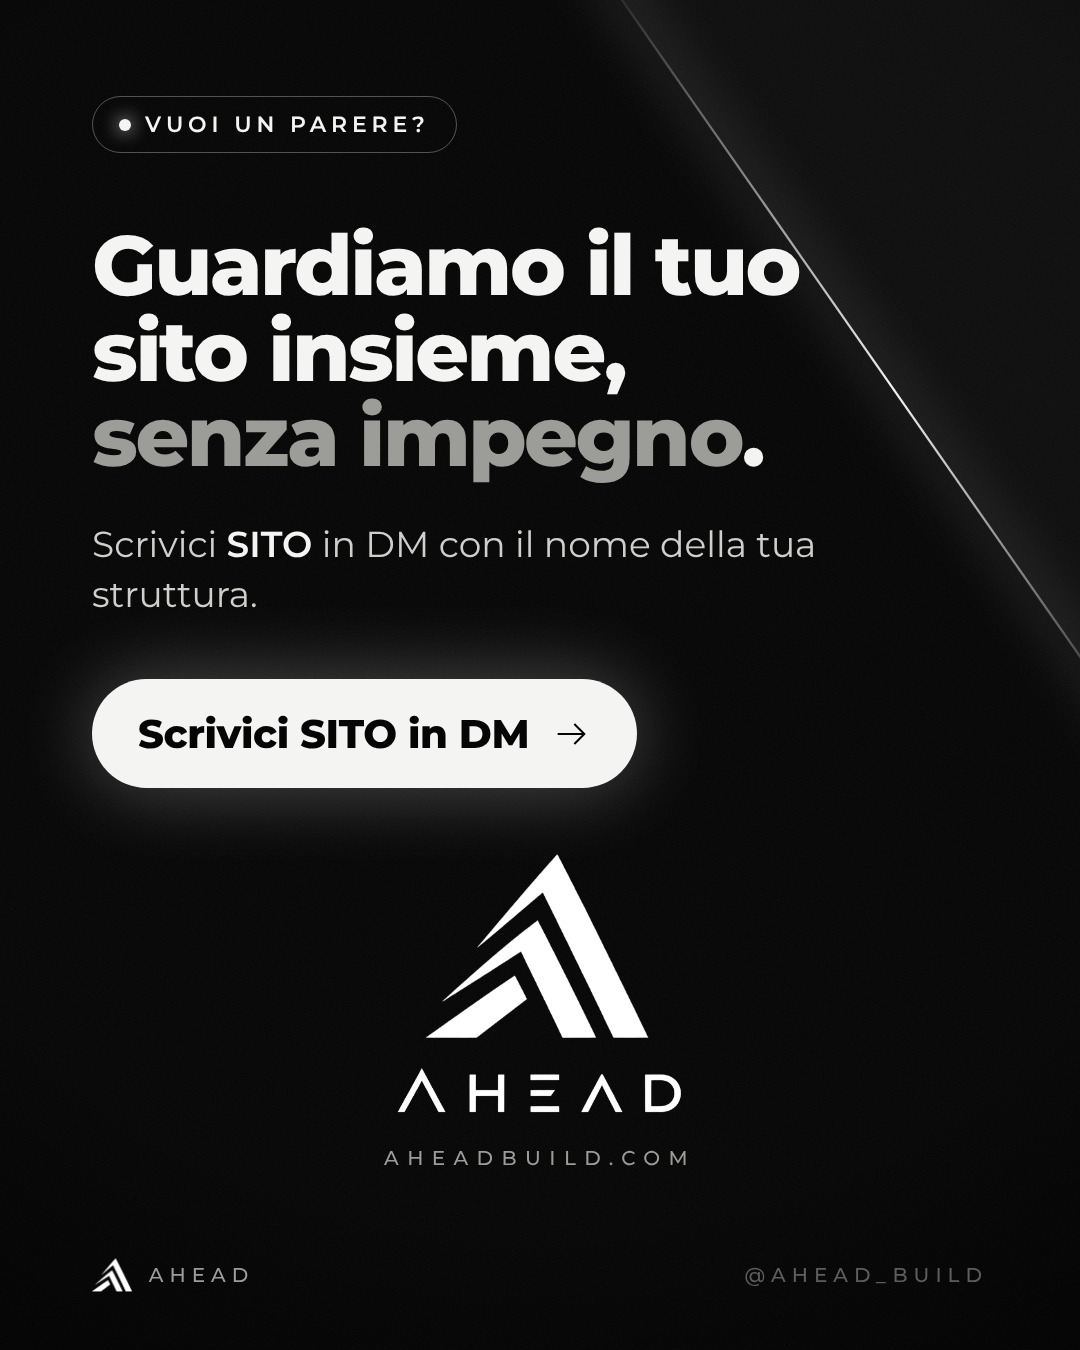 VUOI UN PARERE?
Guardiamo il tuo
sito insieme,
senza impegno.
Scrivici SITO in DM con il nome della tua
struttura.
Scrivici SITO in DM →
AHEAD
AHEADBUILD.COM
AHEAD
@AHEAD_BUILD